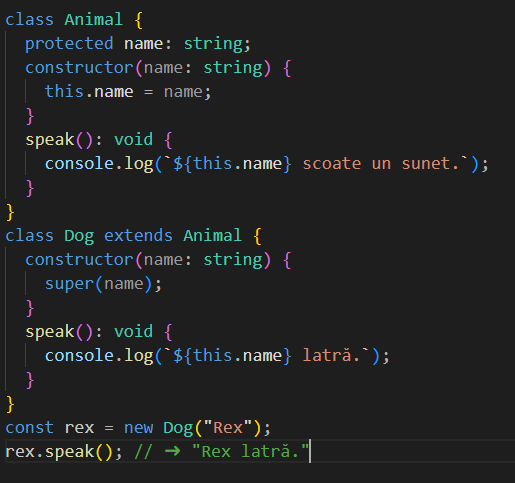 class Animal {
  protected name: string;
  constructor(name: string) {
    this.name = name;
  }
  speak(): void {
    console.log(`${this.name} scoate un sunet.`);
  }
}
class Dog extends Animal {
  constructor(name: string) {
    super(name);
  }
  speak(): void {
    console.log(`${this.name} latră.`);
  }
}
const rex = new Dog("Rex");
rex.speak(); // ➜ "Rex latră."